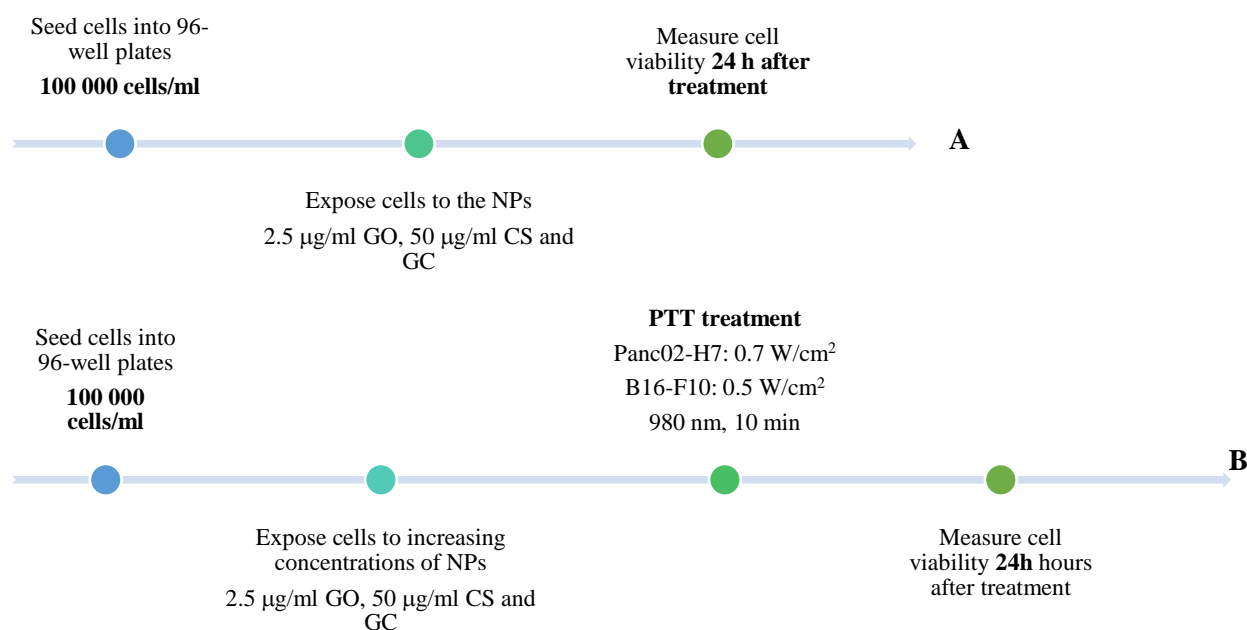 Seed cells into 96-
well plates
100 000 cells/ml
Measure cell
viability 24 h after
treatment
A
Expose cells to the NPs
2.5 µg/ml GO, 50 µg/ml CS and
GC
Seed cells into
96-well plates
100 000
cells/ml
PTT treatment
Panc02-H7: 0.7 W/cm²
B16-F10: 0.5 W/cm²
980 nm, 10 min
B
Expose cells to increasing
concentrations of NPs
2.5 µg/ml GO, 50 µg/ml CS and
GC
Measure cell
viability 24h hours
after treatment